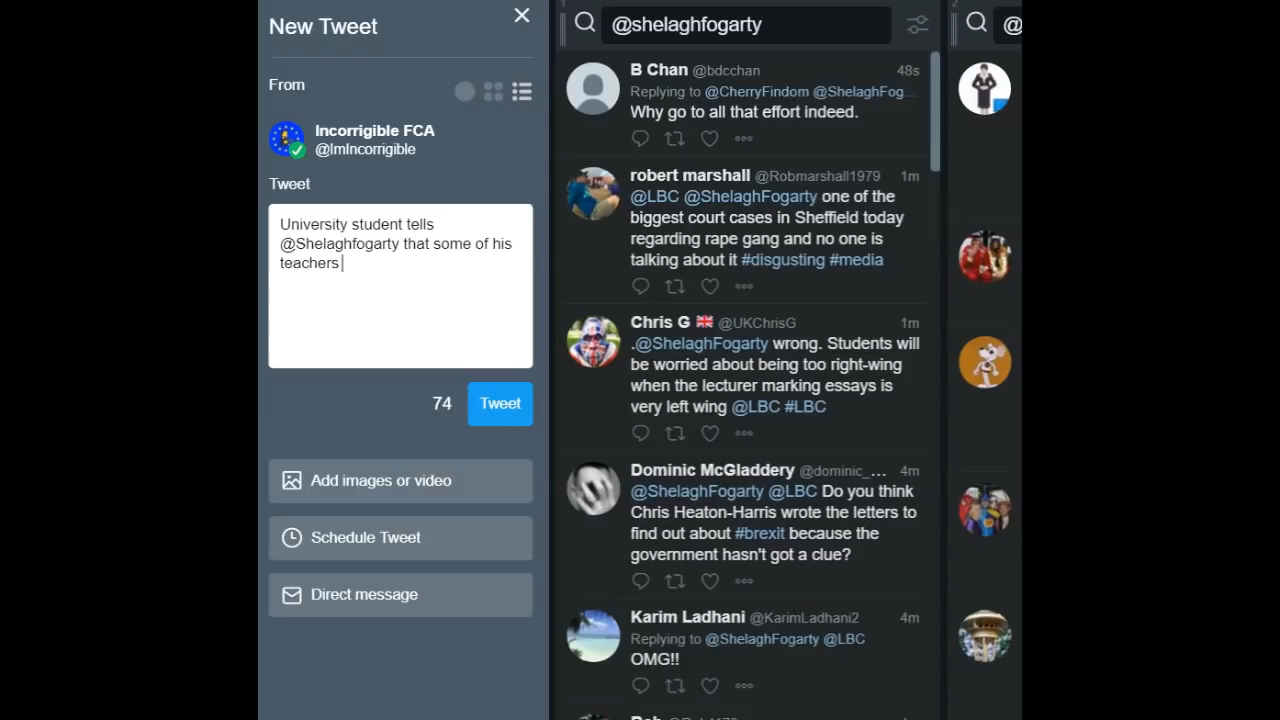 New Tweet
From
Incorrigible FCA
@ImIncorrigible
Tweet
University student tells
@Shelaghfogarty that some of his
teachers
74
Tweet
Add images or video
Schedule Tweet
Direct message
1
@shelaghfogarty
B Chan @bdcchan 48s
Replying to @CherryFindom @ShelaghFog...
Why go to all that effort indeed.
robert marshall @Robmarshall1979 1m
@LBC @ShelaghFogarty one of the
biggest court cases in Sheffield today
regarding rape gang and no one is
talking about it #disgusting #media
Chris G @UKChrisG 1m
.@ShelaghFogarty wrong. Students will
be worried about being too right-wing
when the lecturer marking essays is
very left wing @LBC #LBC
Dominic McGladdery @dominic_... 4m
@ShelaghFogarty @LBC Do you think
Chris Heaton-Harris wrote the letters to
find out about #brexit because the
government hasn't got a clue?
Karim Ladhani @KarimLadhani2 4m
Replying to @ShelaghFogarty @LBC
OMG!!
2
@